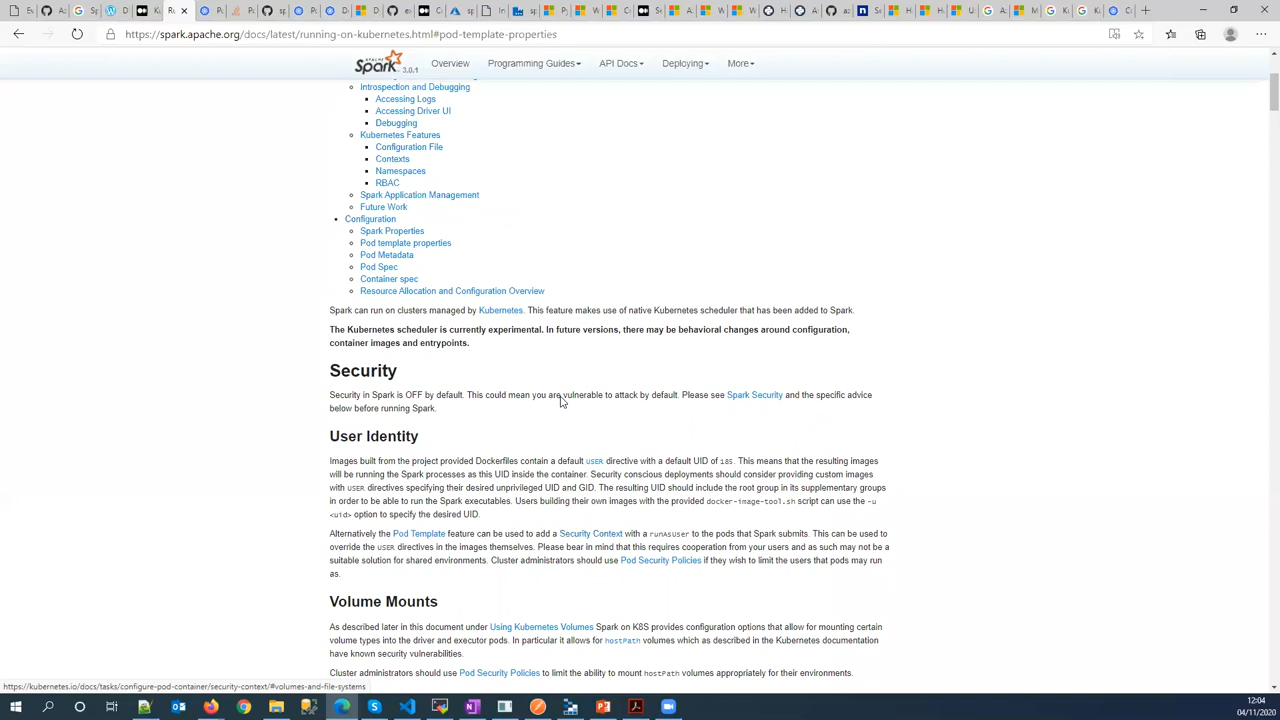 https://spark.apache.org/docs/latest/running-on-kubernetes.html#pod-template-properties
APACHE Spark 3.0.1 Overview Programming Guides API Docs Deploying More
Introspection and Debugging
Accessing Logs
Accessing Driver UI
Debugging
Kubernetes Features
Configuration File
Contexts
Namespaces
RBAC
Spark Application Management
Future Work
Configuration
Spark Properties
Pod template properties
Pod Metadata
Pod Spec
Container spec
Resource Allocation and Configuration Overview
Spark can run on clusters managed by Kubernetes. This feature makes use of native Kubernetes scheduler that has been added to Spark.
The Kubernetes scheduler is currently experimental. In future versions, there may be behavioral changes around configuration,
container images and entrypoints.
Security
Security in Spark is OFF by default. This could mean you are vulnerable to attack by default. Please see Spark Security and the specific advice
below before running Spark.
User Identity
Images built from the project provided Dockerfiles contain a default USER directive with a default UID of 185. This means that the resulting images
will be running the Spark processes as this UID inside the container. Security conscious deployments should consider providing custom images
with USER directives specifying their desired unprivileged UID and GID. The resulting UID should include the root group in its supplementary groups
in order to be able to run the Spark executables. Users building their own images with the provided docker-image-tool.sh script can use the -u
<uid> option to specify the desired UID.
Alternatively the Pod Template feature can be used to add a Security Context with a runAsUser to the pods that Spark submits. This can be used to
override the USER directives in the images themselves. Please bear in mind that this requires cooperation from your users and as such may not be a
suitable solution for shared environments. Cluster administrators should use Pod Security Policies if they wish to limit the users that pods may run
as.
Volume Mounts
As described later in this document under Using Kubernetes Volumes Spark on K8S provides configuration options that allow for mounting certain
volume types into the driver and executor pods. In particular it allows for hostPath volumes which as described in the Kubernetes documentation
have known security vulnerabilities.
Cluster administrators should use Pod Security Policies to limit the ability to mount hostPath volumes appropriately for their environments.
https://kubernetes.io/docs/tasks/configure-pod-container/security-context/#volumes-and-file-systems
12:04
04/11/2020